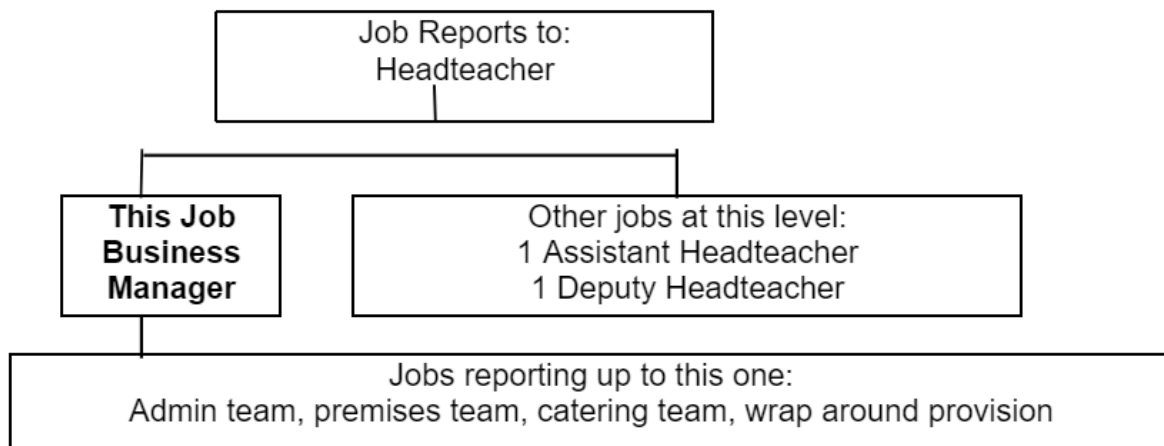 Job Reports to:
Headteacher
This Job
Business
Manager
Other jobs at this level:
1 Assistant Headteacher
1 Deputy Headteacher
Jobs reporting up to this one:
Admin team, premises team, catering team, wrap around provision